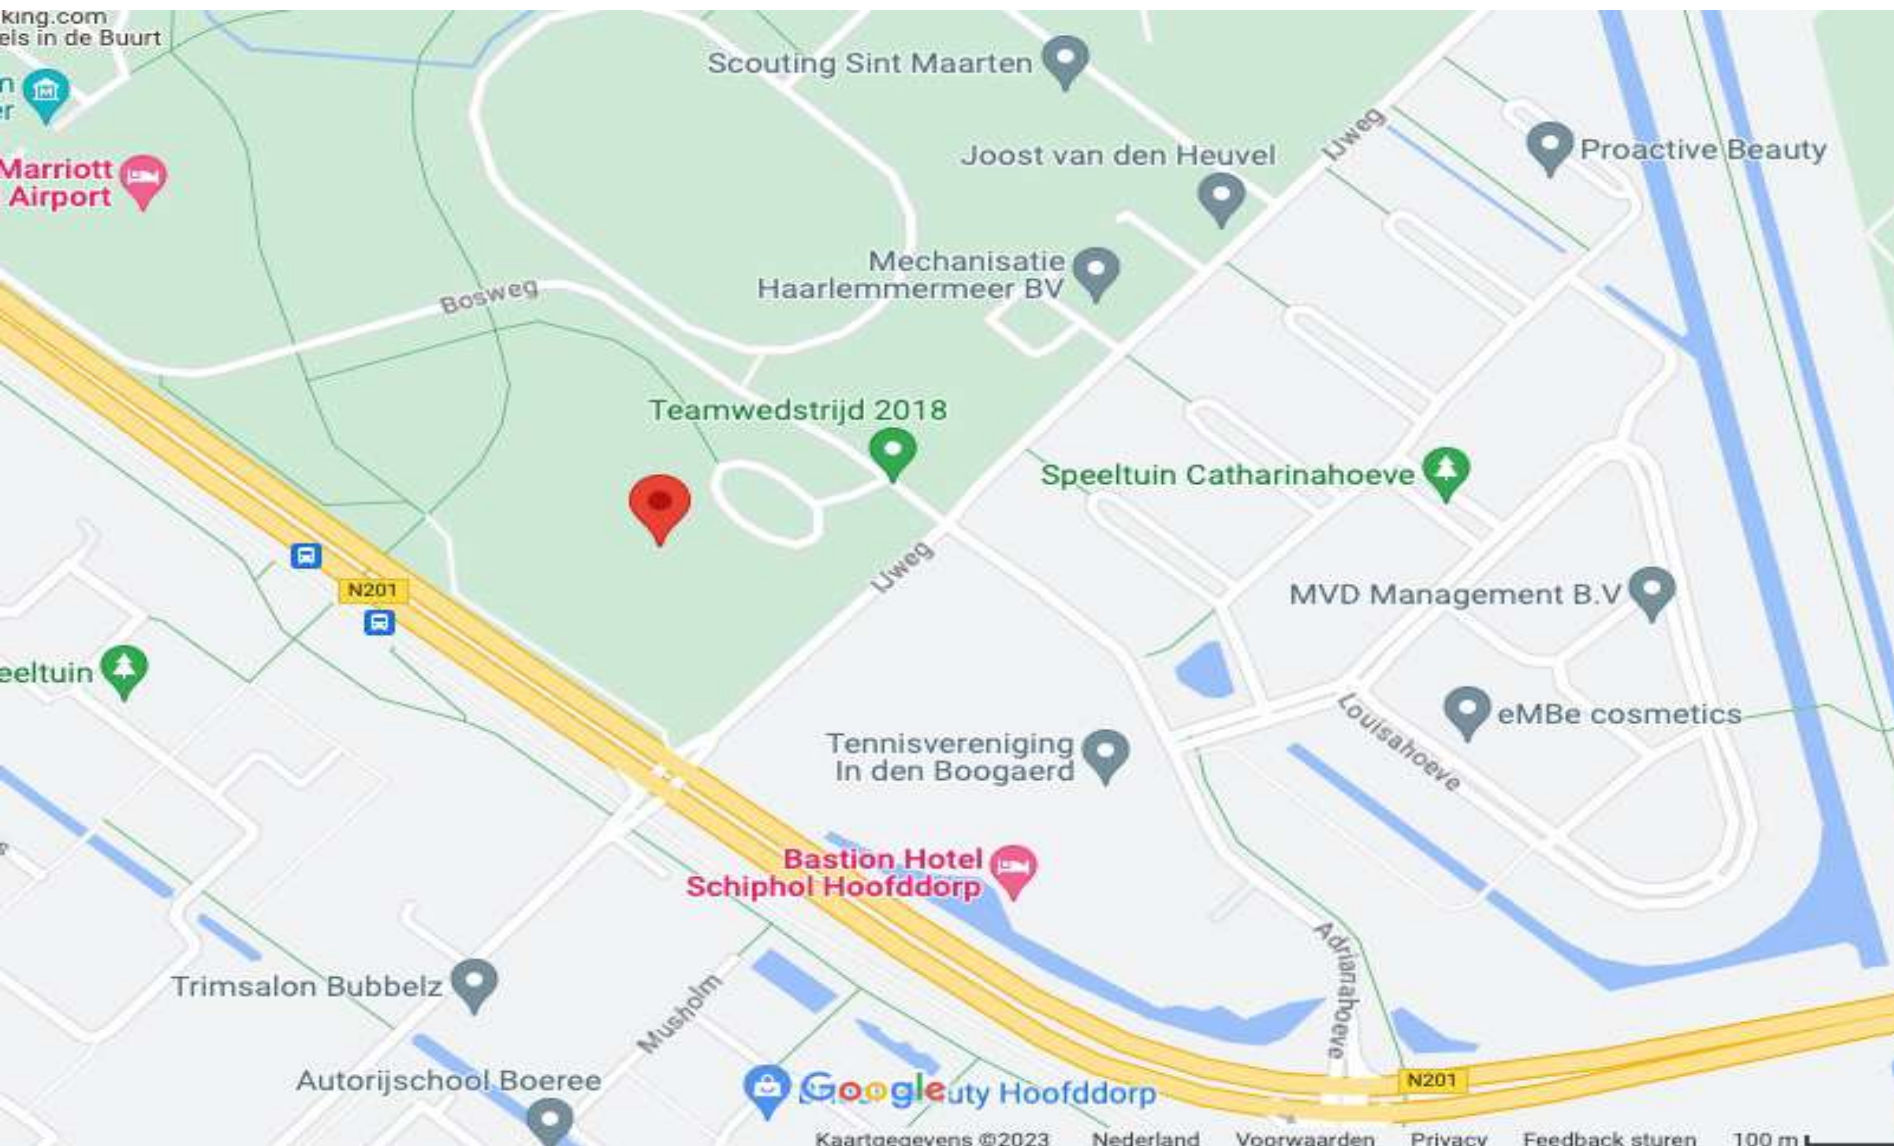 king.com
els in de Buurt
Scouting Sint Maarten
n
er
IJweg
Joost van den Heuvel
Proactive Beauty
Marriott
Airport
Mechanisatie
Haarlemmermeer BV
Bosweg
Teamwedstrijd 2018
Speeltuin Catharinahoeve
IJweg
N201
MVD Management B.V
eeltuin
Louisahoeve
eMBe cosmetics
Tennisvereniging
In den Boogaerd
Bastion Hotel
Schiphol Hoofddorp
Adrianahoeve
Trimsalon Bubbelz
Musholm
Autorijschool Boeree
N201
Google
uty Hoofddorp
Kaartgegevens ©2023 Nederland Voorwaarden Privacy Feedback sturen 100 m